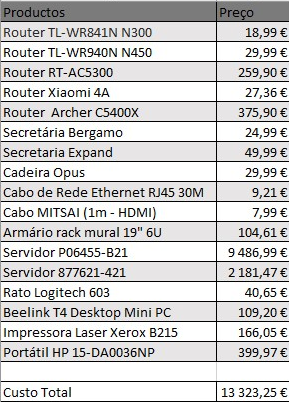 Productos Preço
Router TL-WR841N N300 18,99 €
Router TL-WR940N N450 29,99 €
Router RT-AC5300 259,90 €
Router Xiaomi 4A 27,36 €
Router  Archer C5400X 375,90 €
Secretária Bergamo 24,99 €
Secretaria Expand 49,99 €
Cadeira Opus 29,99 €
Cabo de Rede Ethernet RJ45 30M 9,21 €
Cabo MITSAI (1m - HDMI) 7,99 €
Armário rack mural 19" 6U 104,61 €
Servidor P06455-B21 9 486,99 €
Servidor 877621-421 2 181,47 €
Rato Logitech 603 40,65 €
Beelink T4 Desktop Mini PC 109,20 €
Impressora Laser Xerox B215 166,05 €
Portátil HP 15-DA0036NP 399,97 €
Custo Total 13 323,25 €